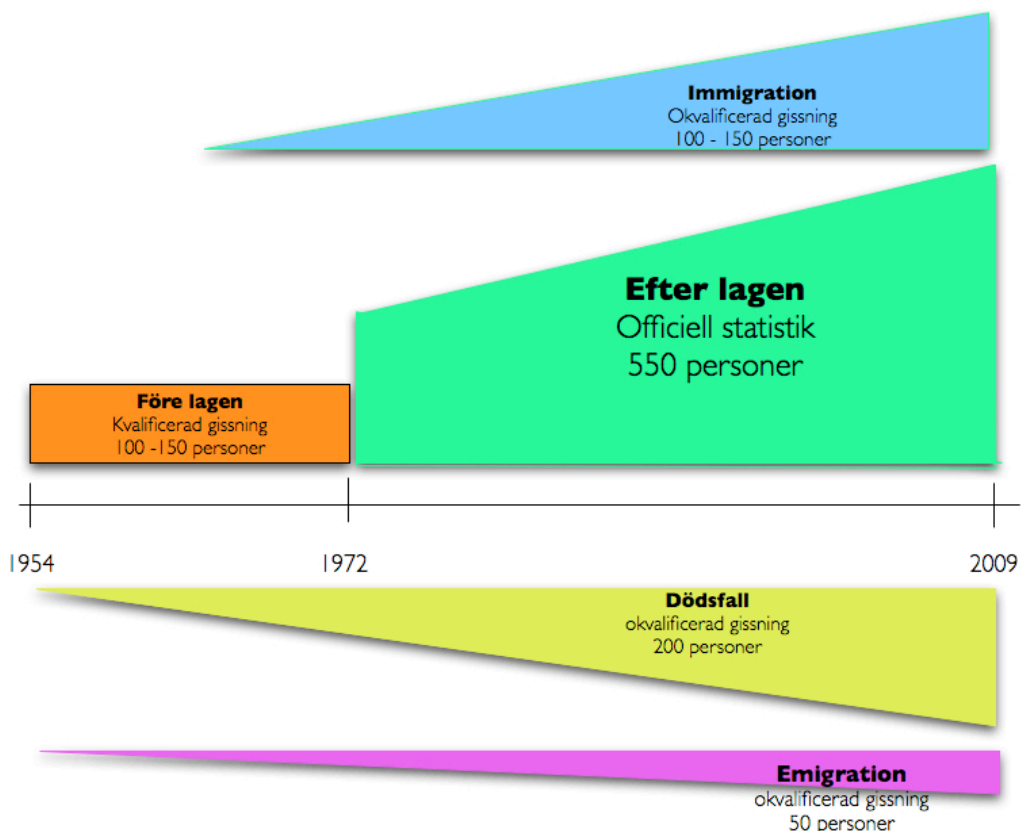 Immigration
Okvalificerad gissning
100 - 150 personer
Efter lagen
Officiell statistik
550 personer
Före lagen
Kvalificerad gissning
100 -150 personer
1954
1972
2009
Dödsfall
okvalificerad gissning
200 personer
Emigration
okvalificerad gissning
50 personer